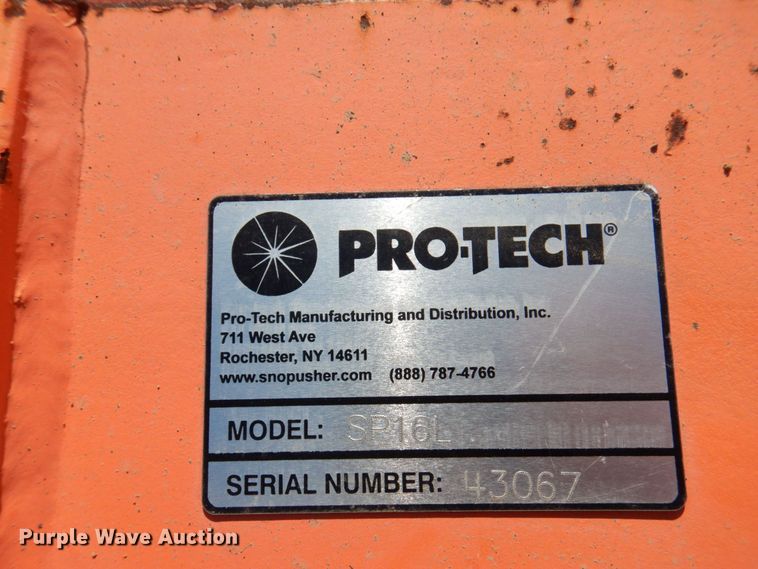 PRO-TECH®
Pro-Tech Manufacturing and Distribution, Inc.
711 West Ave
Rochester, NY 14611
www.snopusher.com (888) 787-4766
MODEL: SP16L
SERIAL NUMBER: 43067
Purple Wave Auction